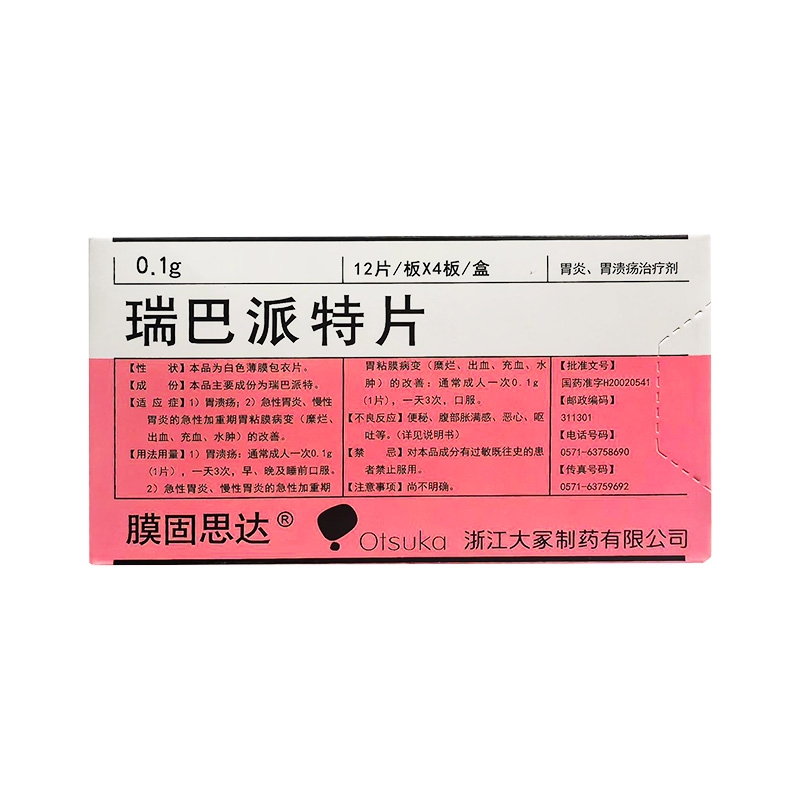 0.1g
12片/板X4板/盒
胃炎、胃溃疡治疗剂
瑞巴派特片
【性　状】本品为白色薄膜包衣片。
【成　份】本品主要成份为瑞巴派特。
【适 应 症】1）胃溃疡；2）急性胃炎、慢性
胃炎的急性加重期胃粘膜病变（糜烂、
出血、充血、水肿）的改善。
【用法用量】1）胃溃疡：通常成人一次0.1g
(1片)，一天3次，早、晚及睡前口服。
2）急性胃炎、慢性胃炎的急性加重期
胃粘膜病变（糜烂、出血、充血、水
肿）的改善：通常成人一次0.1g
(1片)，一天3次，口服。
【不良反应】便秘、腹部胀满感、恶心、呕
吐等。(详见说明书)
【禁　忌】对本品成分有过敏既往史的患
者禁止服用。
【注意事项】尚不明确。
【批准文号】
国药准字H20020541
【邮政编码】
311301
【电话号码】
0571-63758690
【传真号码】
0571-63759692
膜固思达®
Otsuka 浙江大冢制药有限公司